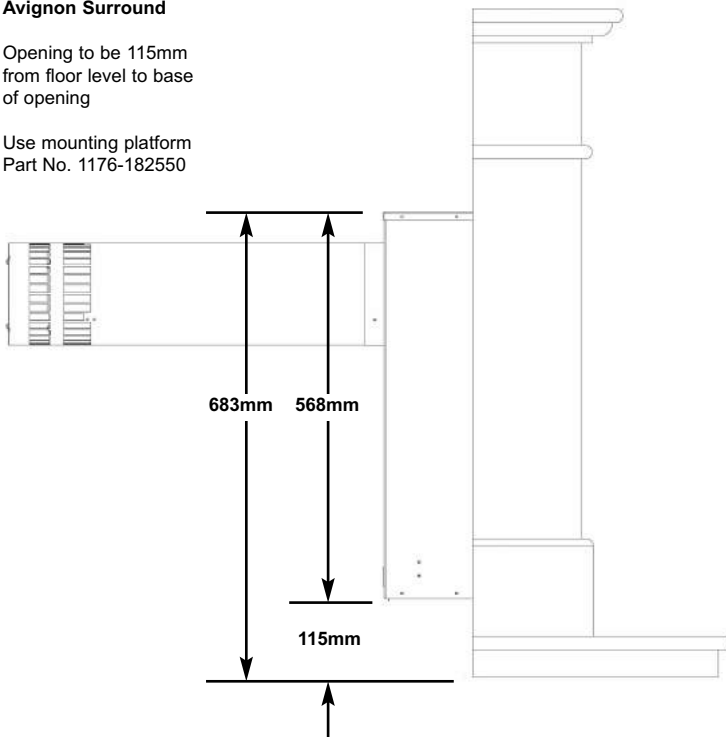 Avignon Surround
Opening to be 115mm
from floor level to base
of opening
Use mounting platform
Part No. 1176-182550
683mm 568mm
115mm